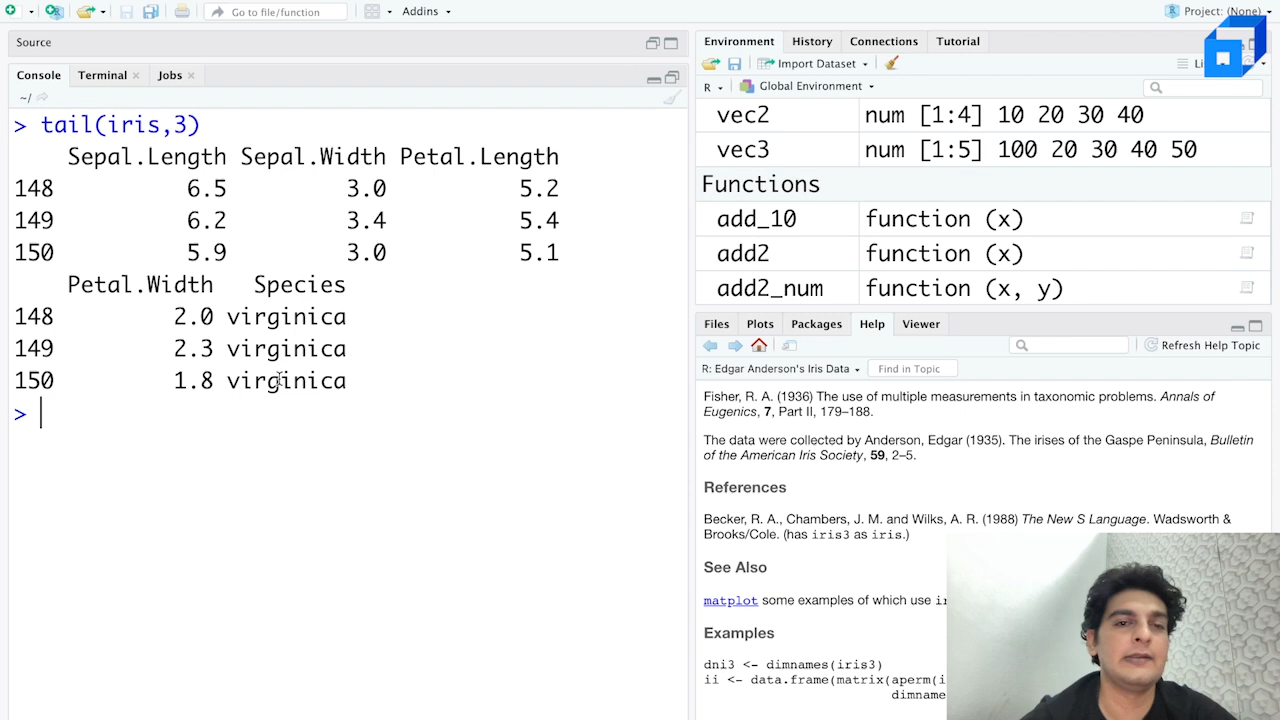 Go to file/function
Addins
Project: (None)
Source
Console Terminal Jobs
~/
> tail(iris,3)
Sepal.Length Sepal.Width Petal.Length
148 6.5 3.0 5.2
149 6.2 3.4 5.4
150 5.9 3.0 5.1
Petal.Width Species
148 2.0 virginica
149 2.3 virginica
150 1.8 virginica
>
Environment History Connections Tutorial
Import Dataset
R Global Environment
vec2 num [1:4] 10 20 30 40
vec3 num [1:5] 100 20 30 40 50
Functions
add_10 function (x)
add2 function (x)
add2_num function (x, y)
Files Plots Packages Help Viewer
Refresh Help Topic
R: Edgar Anderson's Iris Data Find in Topic
Fisher, R. A. (1936) The use of multiple measurements in taxonomic problems. Annals of
Eugenics, 7, Part II, 179–188.
The data were collected by Anderson, Edgar (1935). The irises of the Gaspe Peninsula, Bulletin
of the American Iris Society, 59, 2–5.
References
Becker, R. A., Chambers, J. M. and Wilks, A. R. (1988) The New S Language. Wadsworth &
Brooks/Cole. (has iris3 as iris.)
See Also
matplot some examples of which use
Examples
dni3 <- dimnames(iris3)
ii <- data.frame(matrix(aperm(i
dimname